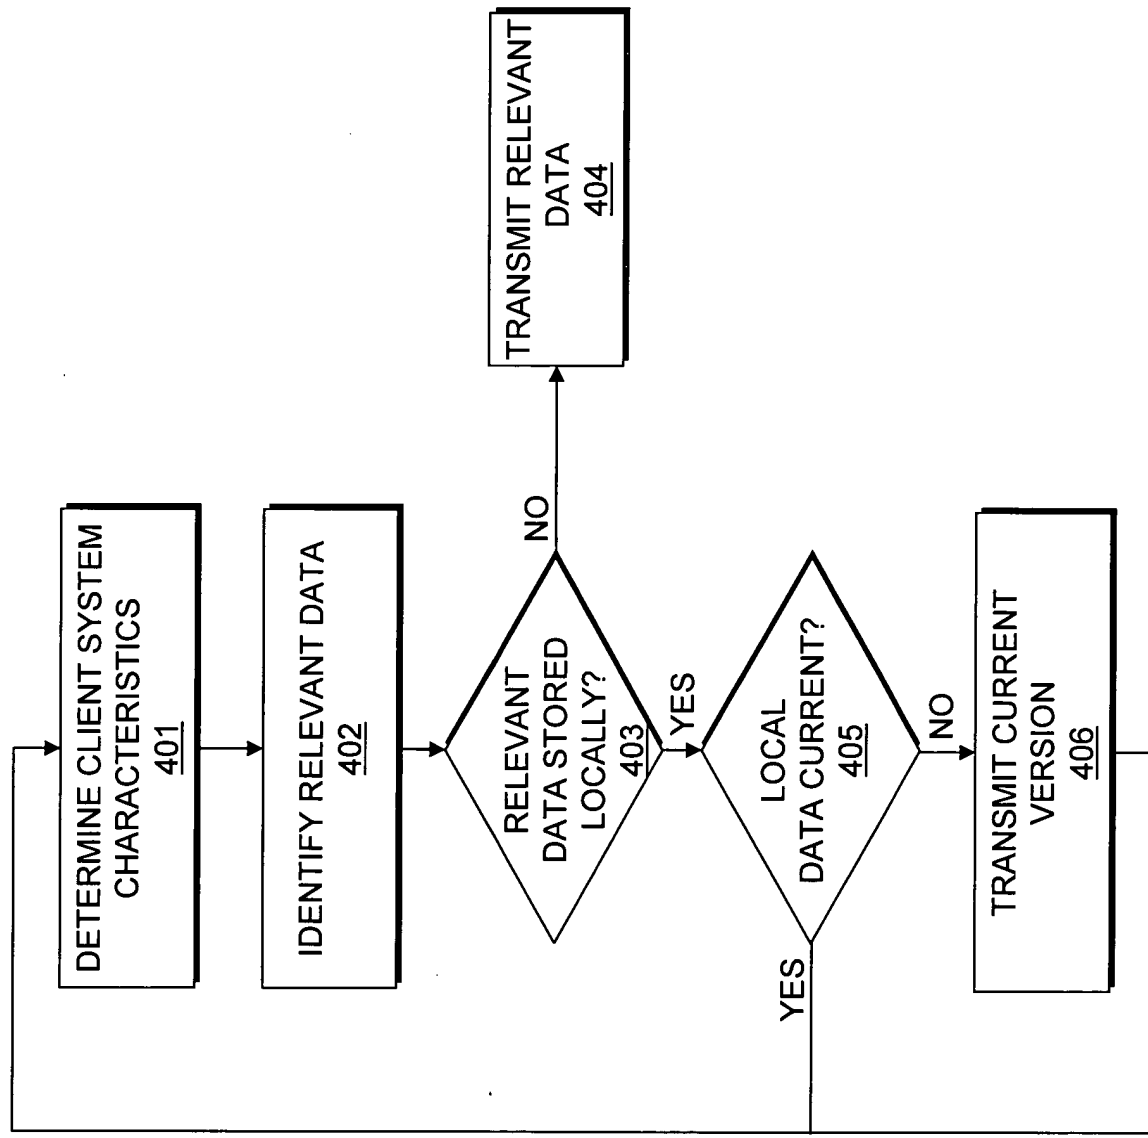 DETERMINE CLIENT SYSTEM
CHARACTERISTICS
401
IDENTIFY RELEVANT DATA
402
RELEVANT
DATA STORED
LOCALLY?
403
NO
TRANSMIT RELEVANT
DATA
404
YES
LOCAL
DATA CURRENT?
405
YES
NO
TRANSMIT CURRENT
VERSION
406